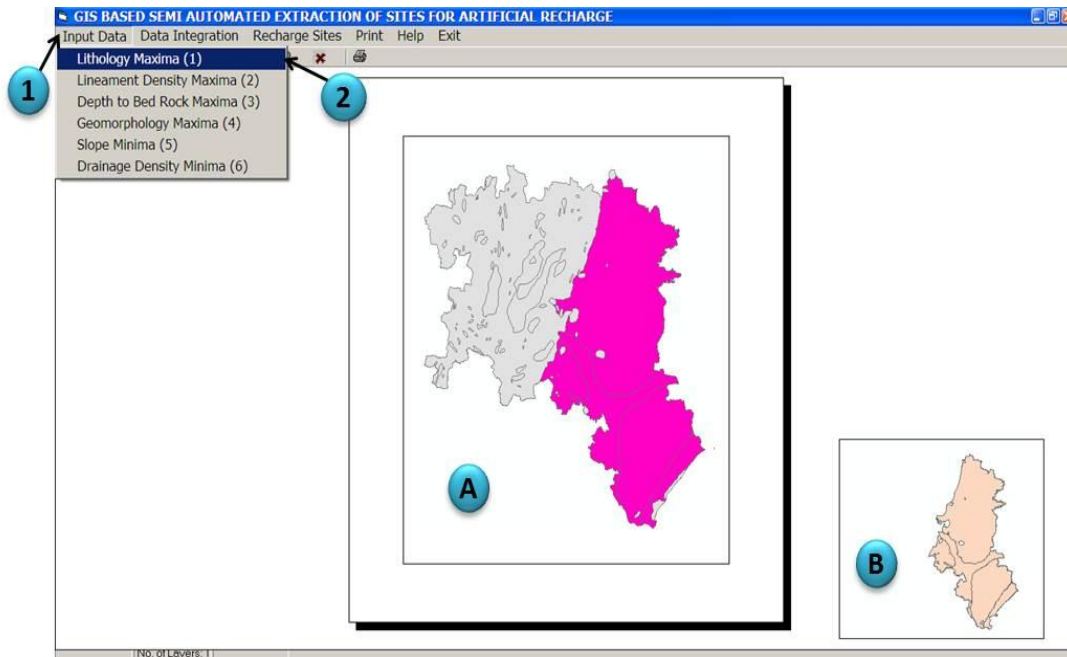 GIS BASED SEMI AUTOMATED EXTRACTION OF SITES FOR ARTIFICIAL RECHARGE
Input Data Data Integration Recharge Sites Print Help Exit
Lithology Maxima (1)
Lineament Density Maxima (2)
Depth to Bed Rock Maxima (3)
Geomorphology Maxima (4)
Slope Minima (5)
Drainage Density Minima (6)
1
2
A
B
No. of Layers: 1